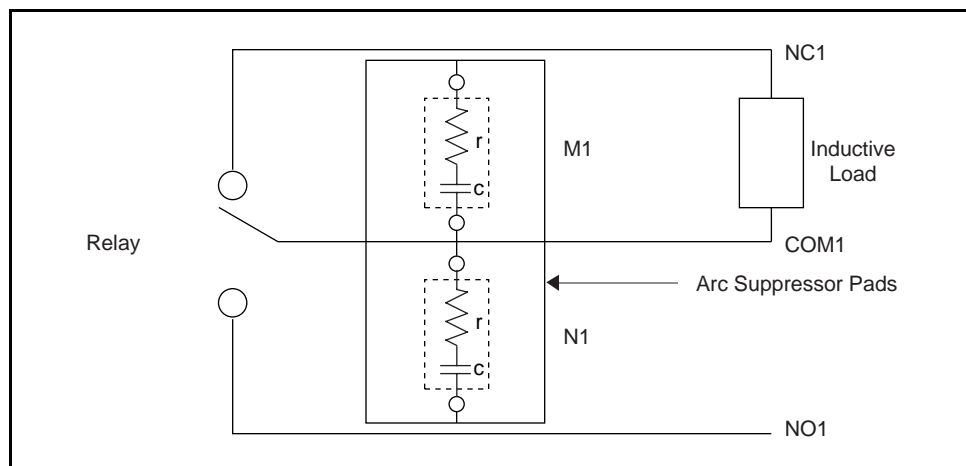 NC1
r
M1
Inductive
Load
c
Relay
COM1
Arc Suppressor Pads
r
N1
c
NO1